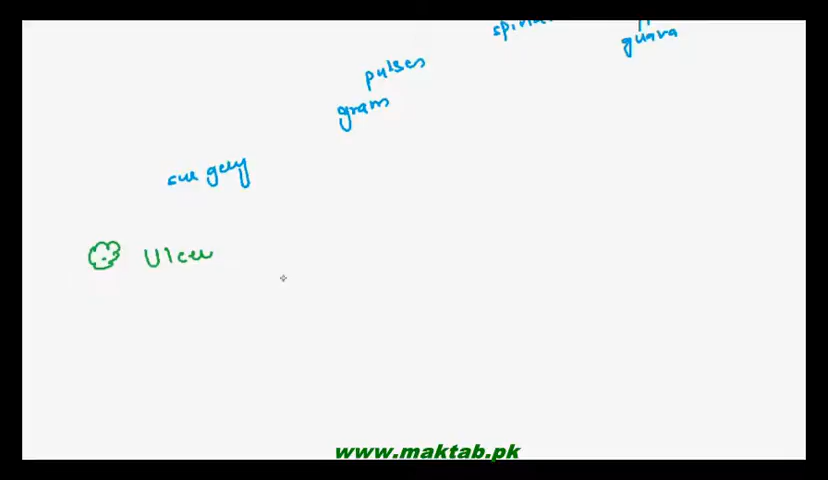 guava
pulses
gram
surgery
Ulcer
www.maktab.pk